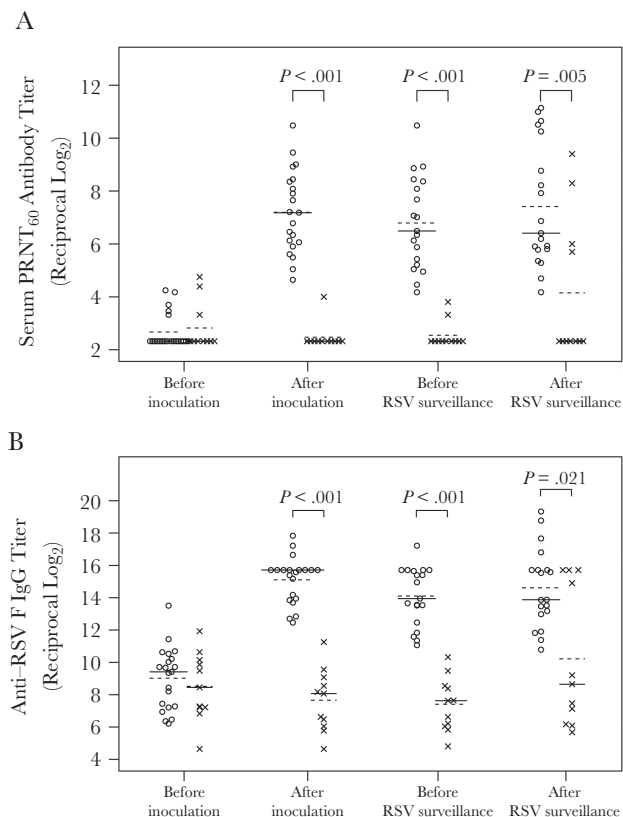 A
Serum PRNT60 Antibody Titer
(Reciprocal Log2)
12
10
8
6
4
2
P < .001
P < .001
P = .005
Before
inoculation
After
inoculation
Before
RSV surveillance
After
RSV surveillance
B
Anti–RSV F IgG Titer
(Reciprocal Log2)
20
18
16
14
12
10
8
6
4
P < .001
P < .001
P = .021
Before
inoculation
After
inoculation
Before
RSV surveillance
After
RSV surveillance